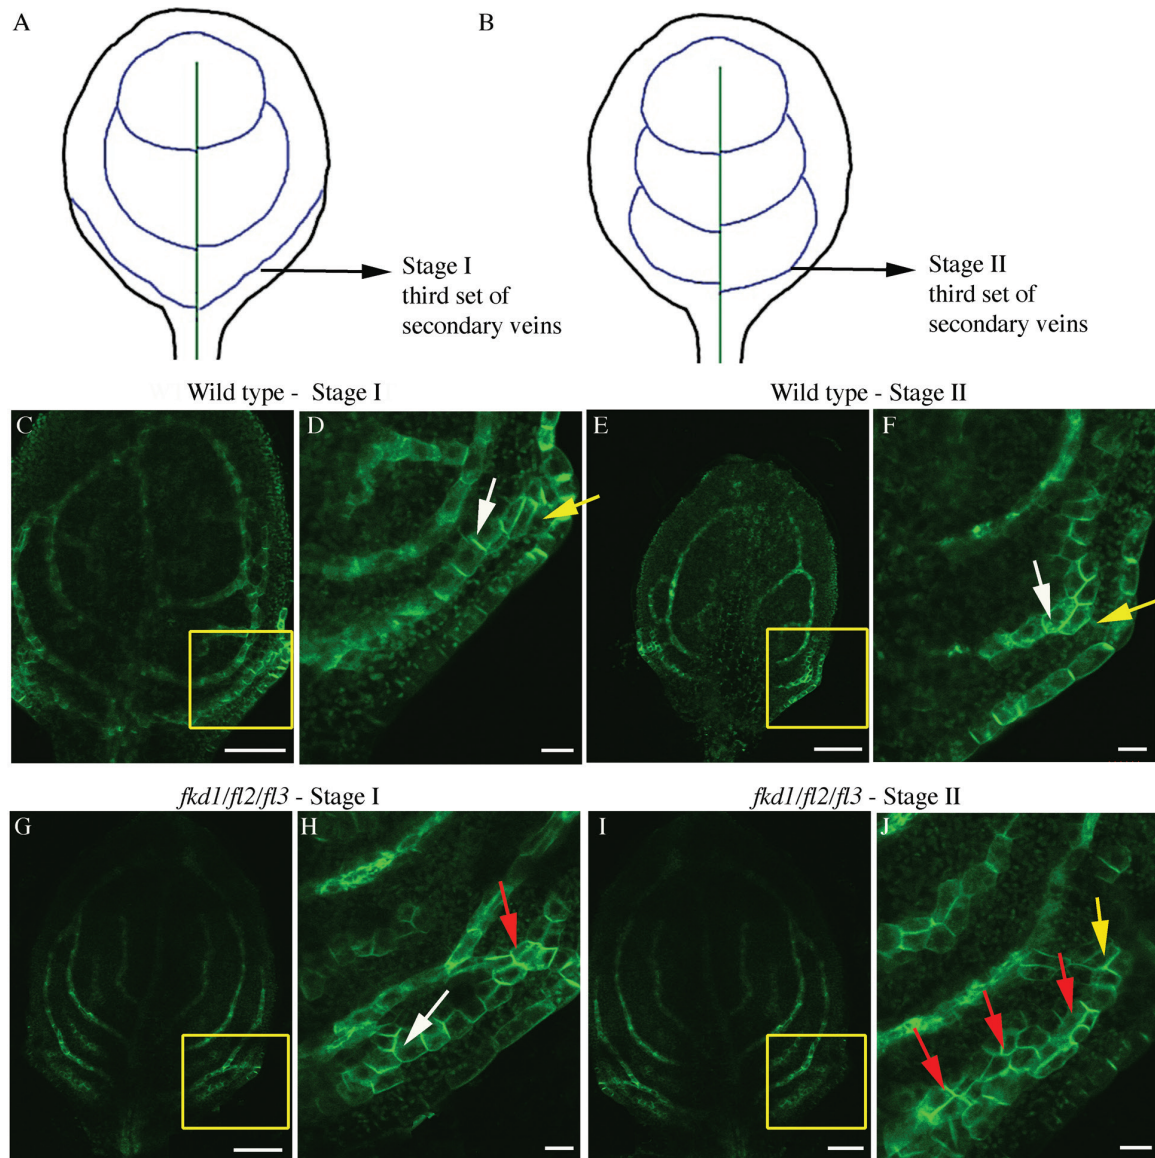 A
B
Stage I
third set of
secondary veins
Stage II
third set of
secondary veins
Wild type - Stage I
Wild type - Stage II
C
D
E
F
fkd1/fl2/fl3 - Stage I
fkd1/fl2/fl3 - Stage II
G
H
I
J